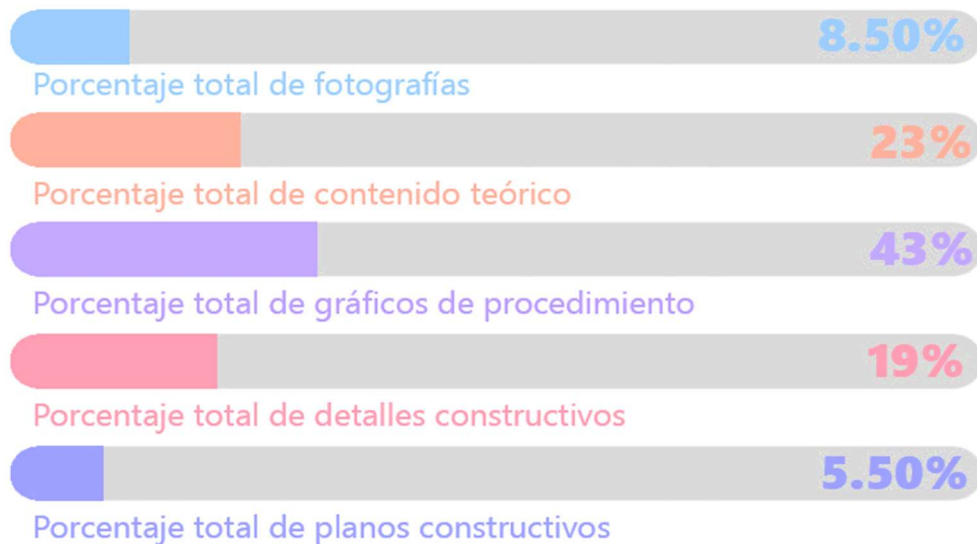 8.50%
Porcentaje total de fotografías
23%
Porcentaje total de contenido teórico
43%
Porcentaje total de gráficos de procedimiento
19%
Porcentaje total de detalles constructivos
5.50%
Porcentaje total de planos constructivos